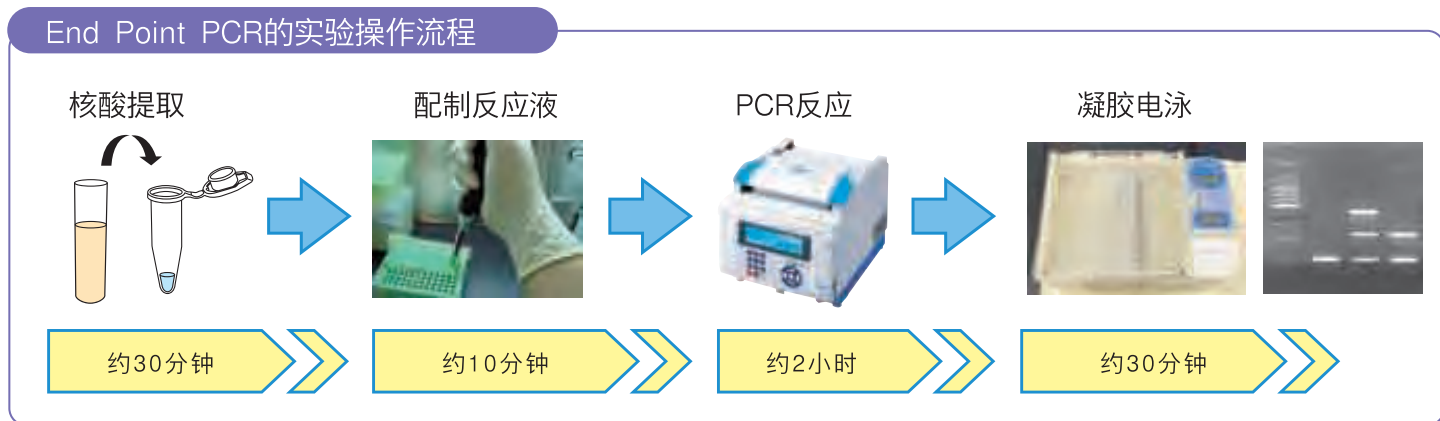 End Point PCR的实验操作流程
核酸提取
配制反应液
PCR反应
凝胶电泳
约30分钟
约10分钟
约2小时
约30分钟